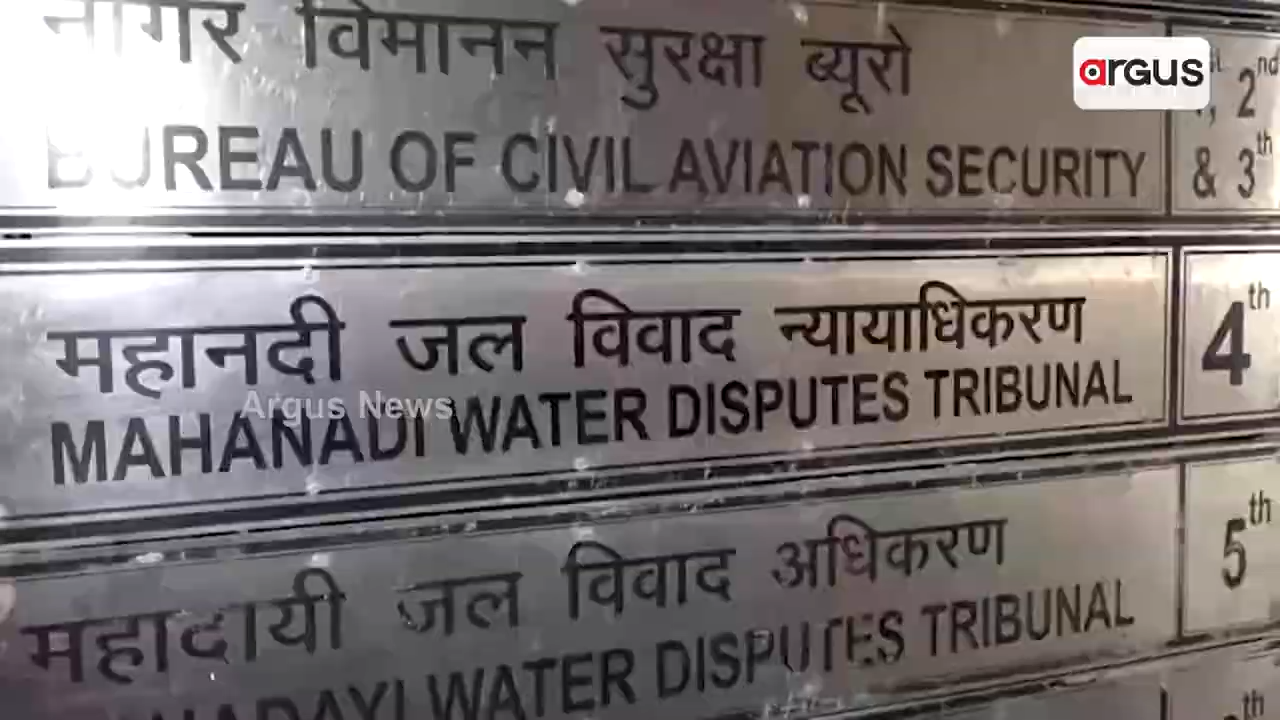 नागर विमानन सुरक्षा ब्यूरो
BUREAU OF CIVIL AVIATION SECURITY
, 2nd
& 3th
argus
महानदी जल विवाद न्यायाधिकरण
MAHANADI WATER DISPUTES TRIBUNAL
4th
Argus News
महादायी जल विवाद अधिकरण
WATER DISPUTES TRIBUNAL
5th
th